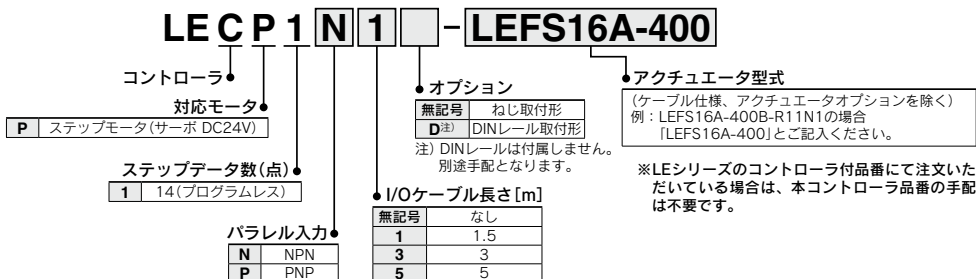 LECP1N1 - LEFS16A-400
コントローラ
対応モータ
P ステップモータ(サーボ DC24V)
ステップデータ数(点)
1 14(プログラムレス)
パラレル入力
N NPN
P PNP
I/Oケーブル長さ[m]
無記号 なし
1 1.5
3 3
5 5
オプション
無記号 ねじ取付形
D注) DINレール取付形
注) DINレールは付属しません。
別途手配となります。
アクチュエータ型式
(ケーブル仕様、アクチュエータオプションを除く)
例：LEFS16A-400B-R11N1の場合
「LEFS16A-400」とご記入ください。
※LEシリーズのコントローラ付品番にて注文いた
だいている場合は、本コントローラ品番の手配
は不要です。